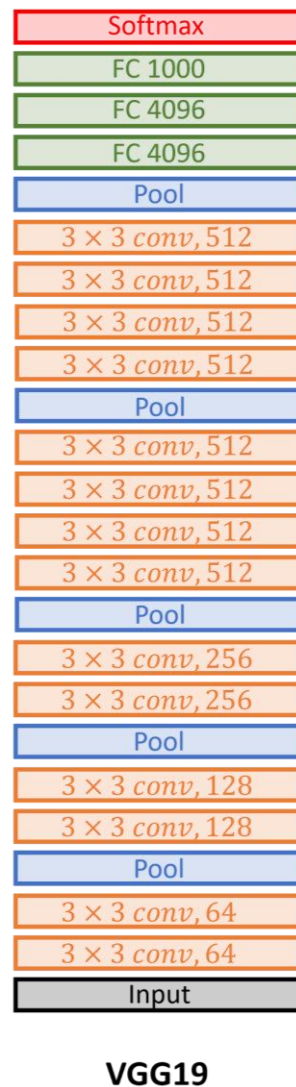 Softmax
FC 1000
FC 4096
FC 4096
Pool
3 × 3 conv, 512
3 × 3 conv, 512
3 × 3 conv, 512
3 × 3 conv, 512
Pool
3 × 3 conv, 512
3 × 3 conv, 512
3 × 3 conv, 512
3 × 3 conv, 512
Pool
3 × 3 conv, 256
3 × 3 conv, 256
Pool
3 × 3 conv, 128
3 × 3 conv, 128
Pool
3 × 3 conv, 64
3 × 3 conv, 64
Input
VGG19